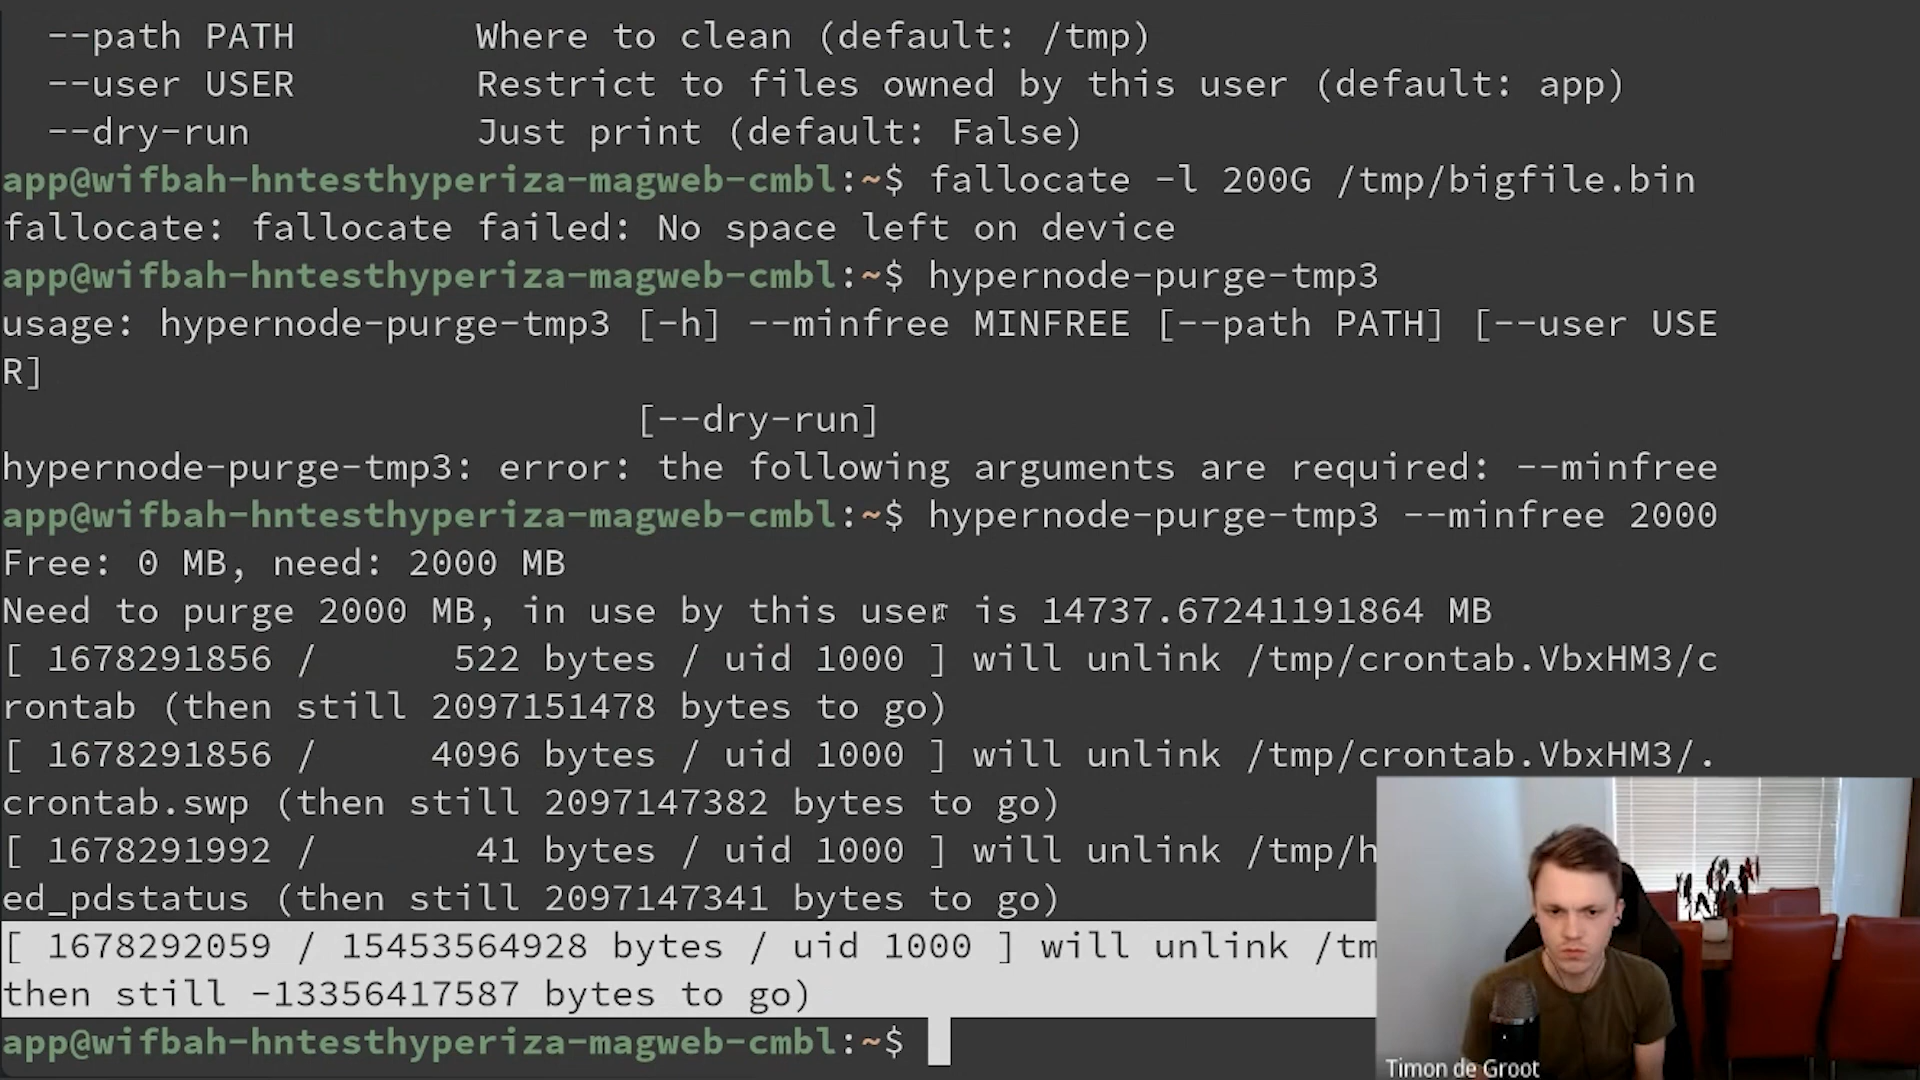 --path PATH Where to clean (default: /tmp)
--user USER Restrict to files owned by this user (default: app)
--dry-run Just print (default: False)
app@wifbah-hntesthyperiza-magweb-cmbl:~$ fallocate -l 200G /tmp/bigfile.bin
fallocate: fallocate failed: No space left on device
app@wifbah-hntesthyperiza-magweb-cmbl:~$ hypernode-purge-tmp3
usage: hypernode-purge-tmp3 [-h] --minfree MINFREE [--path PATH] [--user USE
R]
[--dry-run]
hypernode-purge-tmp3: error: the following arguments are required: --minfree
app@wifbah-hntesthyperiza-magweb-cmbl:~$ hypernode-purge-tmp3 --minfree 2000
Free: 0 MB, need: 2000 MB
Need to purge 2000 MB, in use by this user is 14737.67241191864 MB
[ 1678291856 / 522 bytes / uid 1000 ] will unlink /tmp/crontab.VbxHM3/c
rontab (then still 2097151478 bytes to go)
[ 1678291856 / 4096 bytes / uid 1000 ] will unlink /tmp/crontab.VbxHM3/.
crontab.swp (then still 2097147382 bytes to go)
[ 1678291992 / 41 bytes / uid 1000 ] will unlink /tmp/h
ed_pdstatus (then still 2097147341 bytes to go)
[ 1678292059 / 15453564928 bytes / uid 1000 ] will unlink /tm
then still -13356417587 bytes to go)
app@wifbah-hntesthyperiza-magweb-cmbl:~$
Timon de Groot